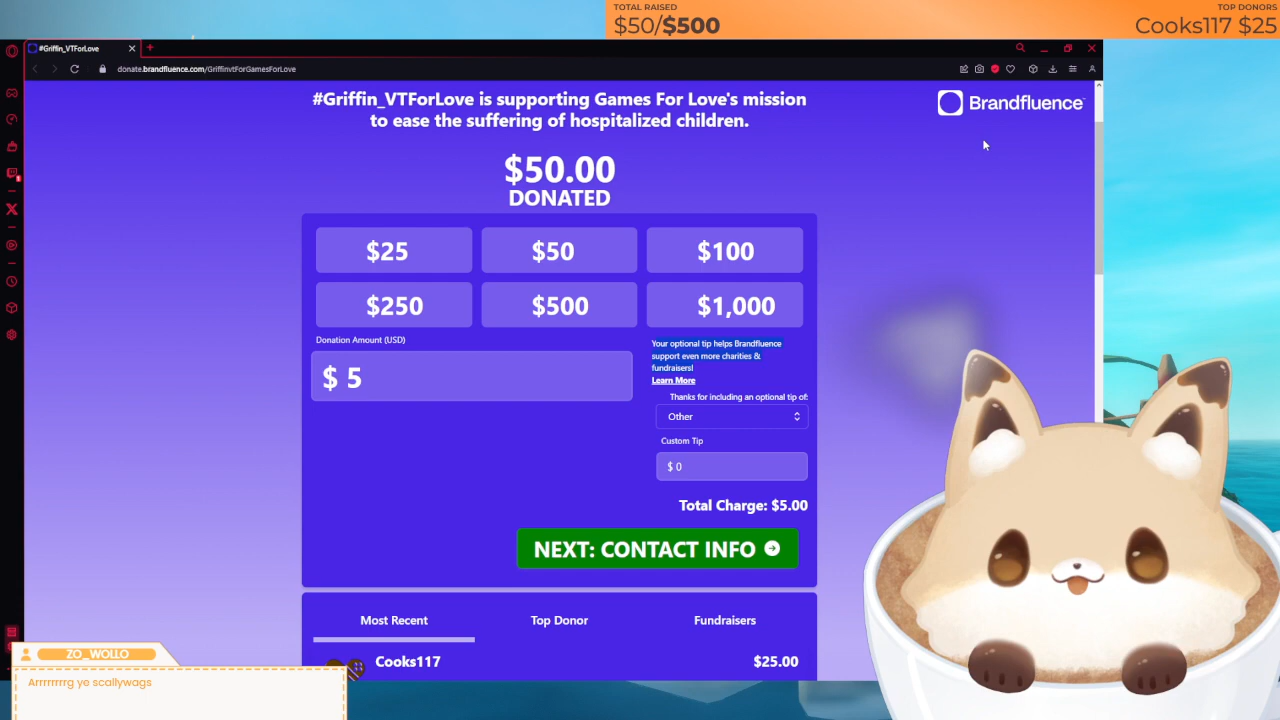 TOTAL RAISED
$50/$500
TOP DONORS
Cooks117 $25
#Griffin_VTForLove
donate.brandfluence.com/GriffinvtForGamesForLove
#Griffin_VTForLove is supporting Games For Love's mission
to ease the suffering of hospitalized children.
Brandfluence
$50.00
DONATED
$25
$50
$100
$250
$500
$1,000
Donation Amount (USD)
$ 5
Your optional tip helps Brandfluence
support even more charities &
fundraisers!
Learn More
Thanks for including an optional tip of:
Other
Custom Tip
$ 0
Total Charge: $5.00
NEXT: CONTACT INFO
Most Recent
Top Donor
Fundraisers
Cooks117
$25.00
ZO_WOLLO
Arrrrrrrg ye scallywags